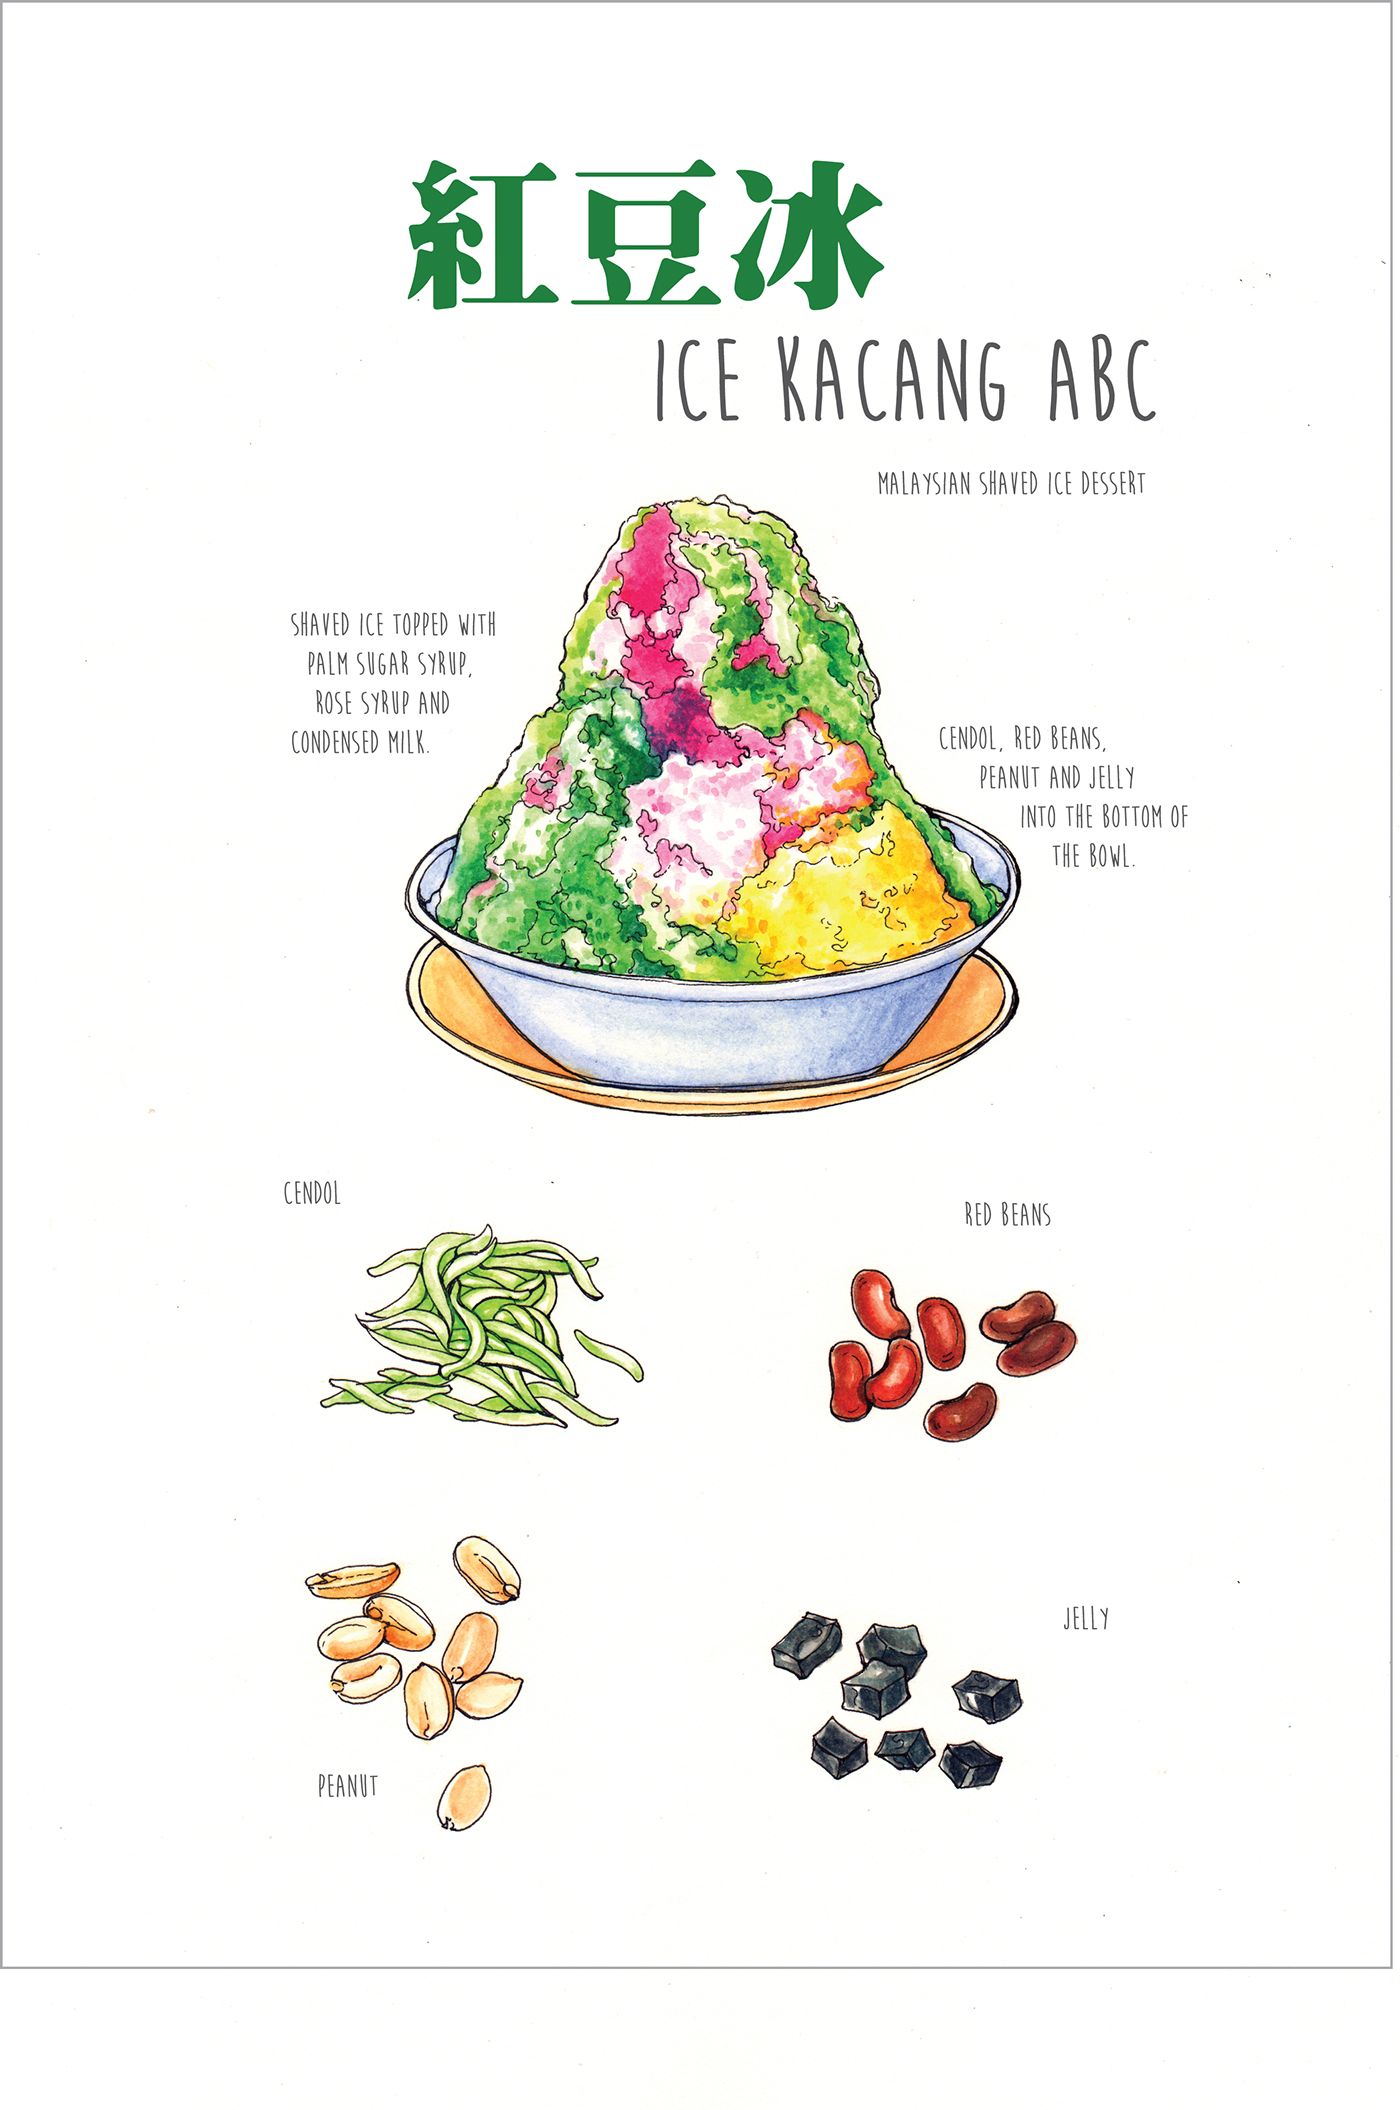 紅豆冰
ICE KACANG ABC
MALAYSIAN SHAVED ICE DESSERT
SHAVED ICE TOPPED WITH
PALM SUGAR SYRUP,
ROSE SYRUP AND
CONDENSED MILK.
CENDOL, RED BEANS,
PEANUT AND JELLY
INTO THE BOTTOM OF
THE BOWL.
CENDOL
RED BEANS
JELLY
PEANUT